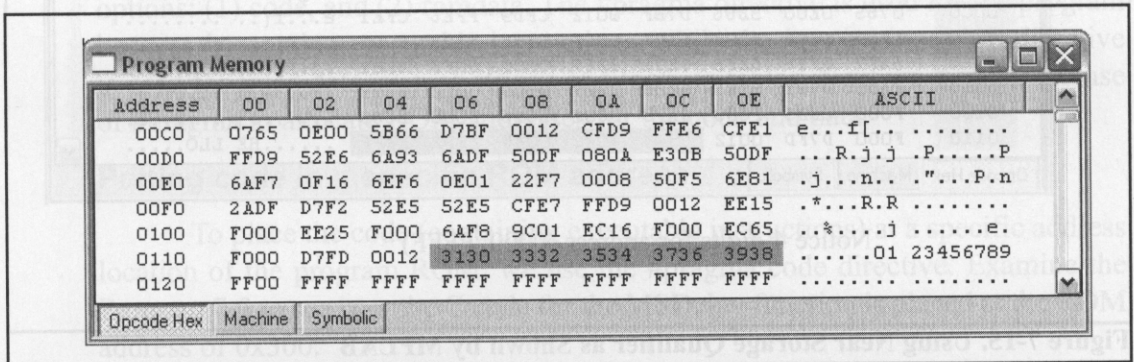 Program Memory
Address 00 02 04 06 08 0A 0C 0E ASCII
00C0 0765 0E00 5B66 D7BF 0012 CFD9 FFE6 CFE1 e...f[.. ........
00D0 FFD9 52E6 6A93 6ADF 50DF 080A E30B 50DF ...R.j.j .P.....P
00E0 6AF7 0F16 6EF6 0E01 22F7 0008 50F5 6EE8 .j...n.. ."...P.n
00F0 2ADF D7F2 52E5 52E5 CFE7 FFD9 0012 EE15 .*...R.R ........
0100 F000 EE25 F000 6AF8 9C01 EC16 F000 EC65 ..%....j ......e.
0110 F000 D7FD 0012 3130 3332 3534 3736 3938 ......01 23456789
0120 FF00 FFFF FFFF FFFF FFFF FFFF FFFF FFFF ........ ........
Opcode Hex Machine Symbolic